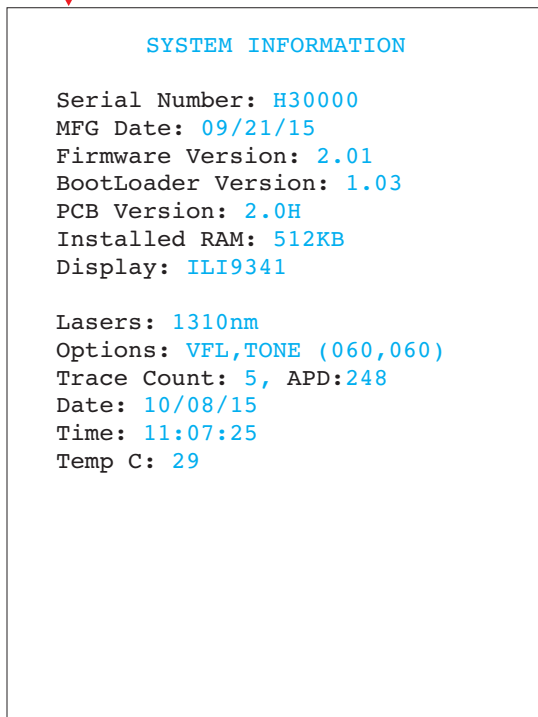 SYSTEM INFORMATION
Serial Number: H30000
MFG Date: 09/21/15
Firmware Version: 2.01
BootLoader Version: 1.03
PCB Version: 2.0H
Installed RAM: 512KB
Display: ILI9341
Lasers: 1310nm
Options: VFL,TONE (060,060)
Trace Count: 5, APD:248
Date: 10/08/15
Time: 11:07:25
Temp C: 29